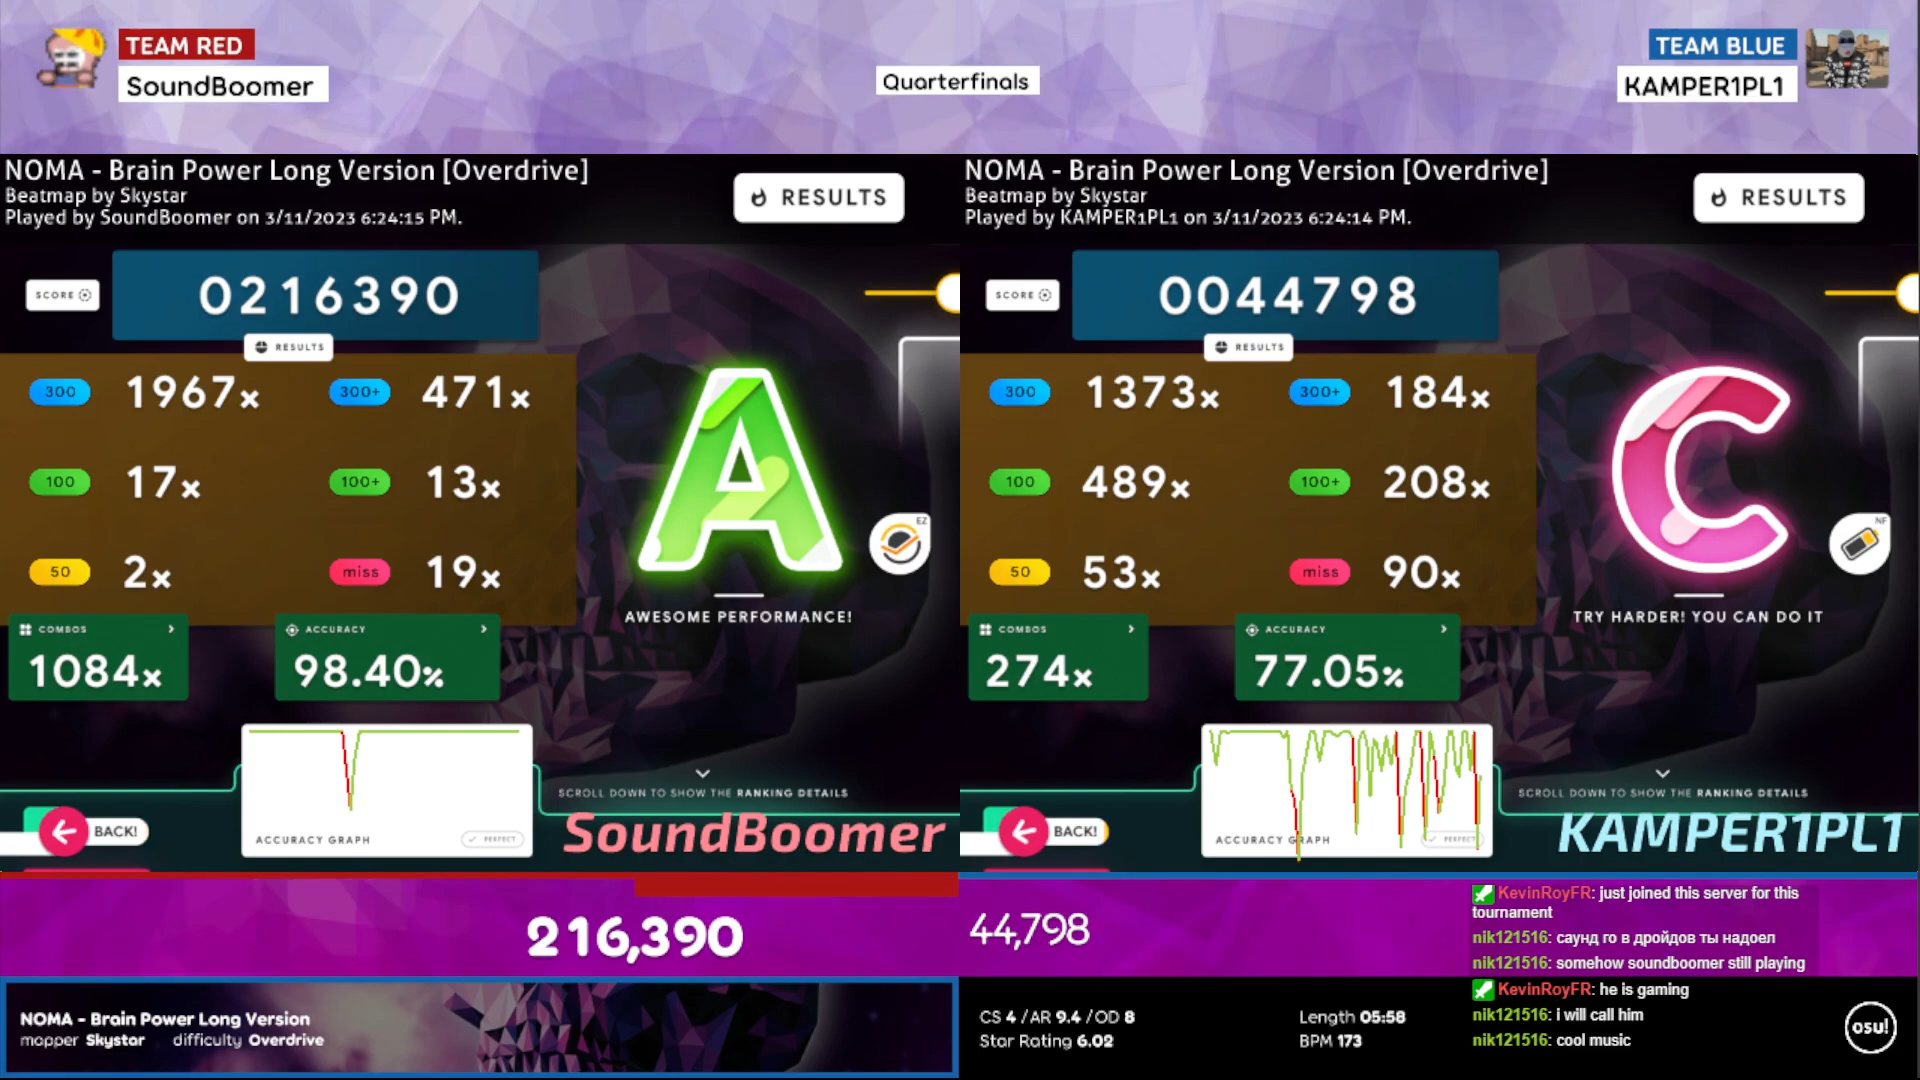 TEAM RED
SoundBoomer
Quarterfinals
TEAM BLUE
KAMPER1PL1
NOMA - Brain Power Long Version [Overdrive]
Beatmap by Skystar
Played by SoundBoomer on 3/11/2023 6:24:15 PM.
RESULTS
SCORE
0216390
RESULTS
300 1967x 300+ 471x
100 17x 100+ 13x
50 2x miss 19x
A
EZ
AWESOME PERFORMANCE!
COMBOS
1084x
ACCURACY
98.40%
ACCURACY GRAPH
PERFECT
SCROLL DOWN TO SHOW THE RANKING DETAILS
BACK!
SoundBoomer
NOMA - Brain Power Long Version [Overdrive]
Beatmap by Skystar
Played by KAMPER1PL1 on 3/11/2023 6:24:14 PM.
RESULTS
SCORE
0044798
RESULTS
300 1373x 300+ 184x
100 489x 100+ 208x
50 53x miss 90x
C
NF
TRY HARDER! YOU CAN DO IT
COMBOS
274x
ACCURACY
77.05%
ACCURACY GRAPH
PERFECT
SCROLL DOWN TO SHOW THE RANKING DETAILS
BACK!
KAMPER1PL1
216,390
44,798
KevinRoyFR: just joined this server for this
tournament
nik121516: саунд го в дройдов ты надоел
nik121516: somehow soundboomer still playing
KevinRoyFR: he is gaming
nik121516: i will call him
nik121516: cool music
NOMA - Brain Power Long Version
mapper Skystar difficulty Overdrive
CS 4 / AR 9.4 / OD 8
Star Rating 6.02
Length 05:58
BPM 173
osu!